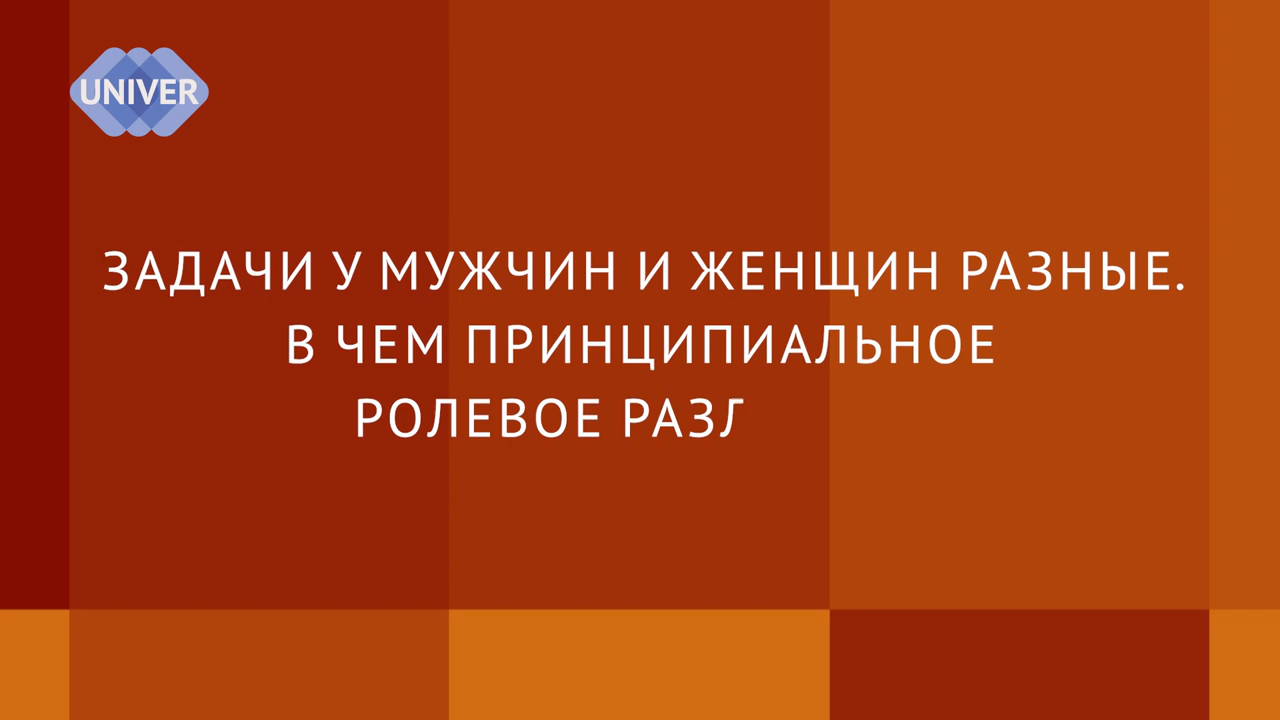 UNIVER
ЗАДАЧИ У МУЖЧИН И ЖЕНЩИН РАЗНЫЕ.
В ЧЕМ ПРИНЦИПИАЛЬНОЕ
РОЛЕВОЕ